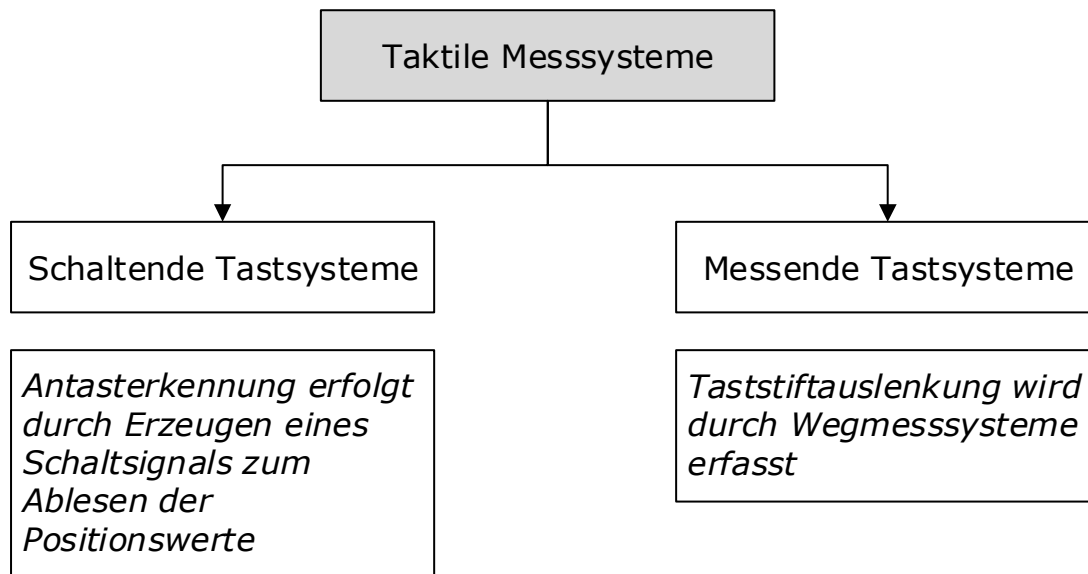 Taktile Messsysteme
Schaltende Tastsysteme
Messende Tastsysteme
Antasterkennung erfolgt
durch Erzeugen eines
Schaltsignals zum
Ablesen der
Positionswerte
Taststiftauslenkung wird
durch Wegmesssysteme
erfasst